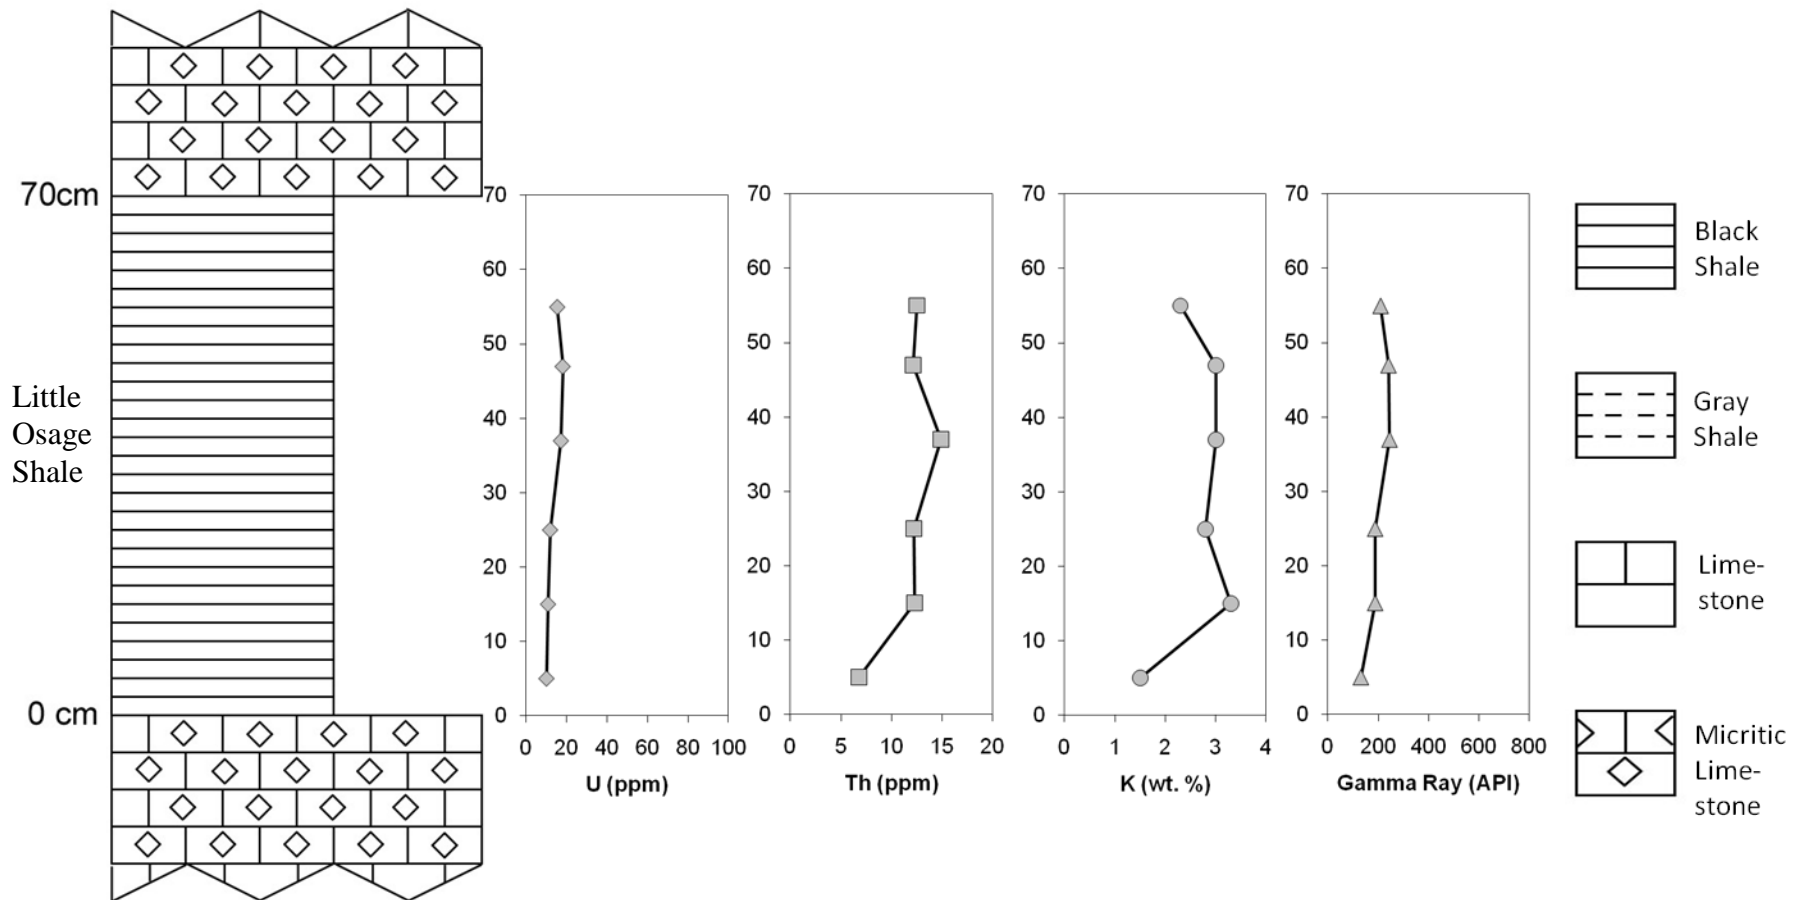 70cm
Little
Osage
Shale
0 cm
70
60
50
40
30
20
10
0
0 20 40 60 80 100
U (ppm)
70
60
50
40
30
20
10
0
0 5 10 15 20
Th (ppm)
70
60
50
40
30
20
10
0
0 1 2 3 4
K (wt. %)
70
60
50
40
30
20
10
0
0 200 400 600 800
Gamma Ray (API)
Black
Shale
Gray
Shale
Lime-
stone
Micritic
Lime-
stone